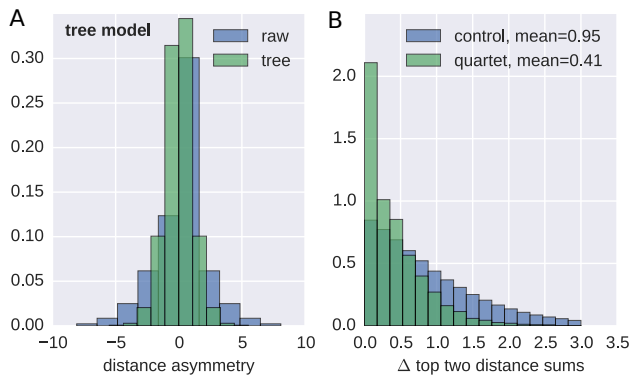 A
tree model
raw
tree
0.30
0.25
0.20
0.15
0.10
0.05
0.00
−10 −5 0 5 10
distance asymmetry
B
control, mean=0.95
quartet, mean=0.41
2.0
1.5
1.0
0.5
0.0
0.0 0.5 1.0 1.5 2.0 2.5 3.0 3.5
Δ top two distance sums